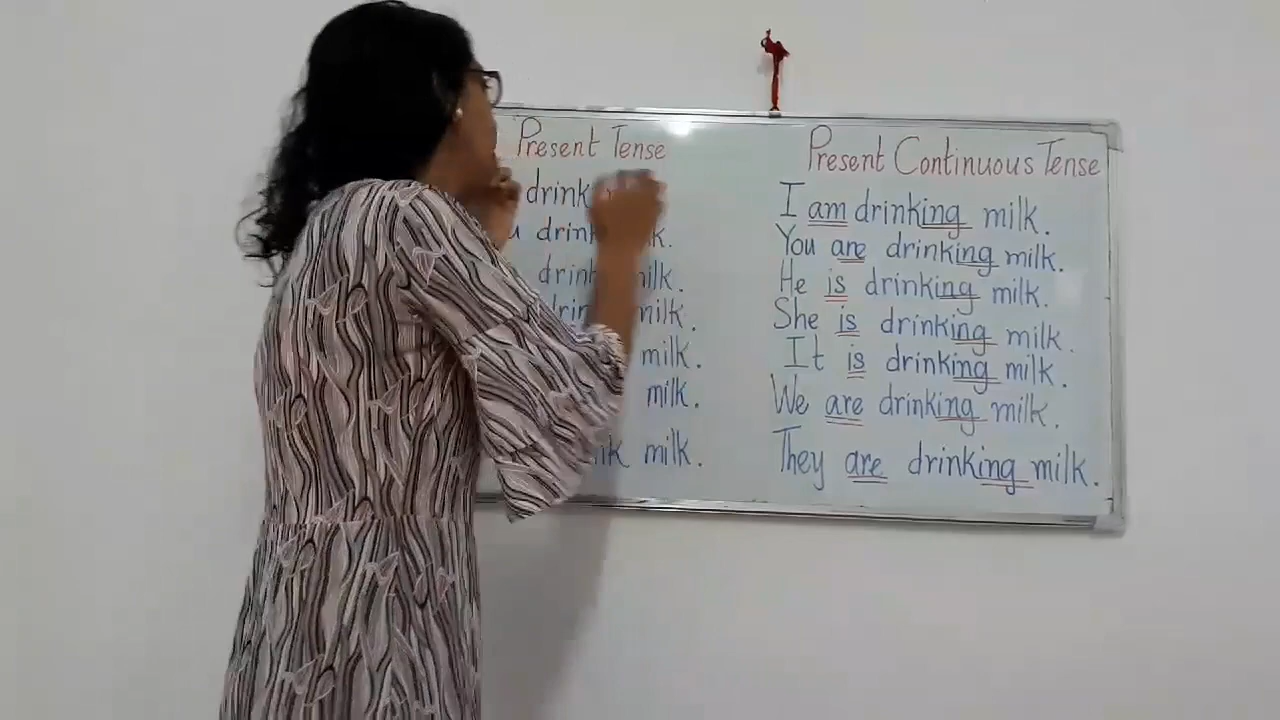 Present Tense
drink
drink
drink milk.
milk.
milk.
milk.
milk.
Present Continuous Tense
I am drinking milk.
You are drinking milk.
He is drinking milk.
She is drinking milk.
It is drinking milk.
We are drinking milk.
They are drinking milk.